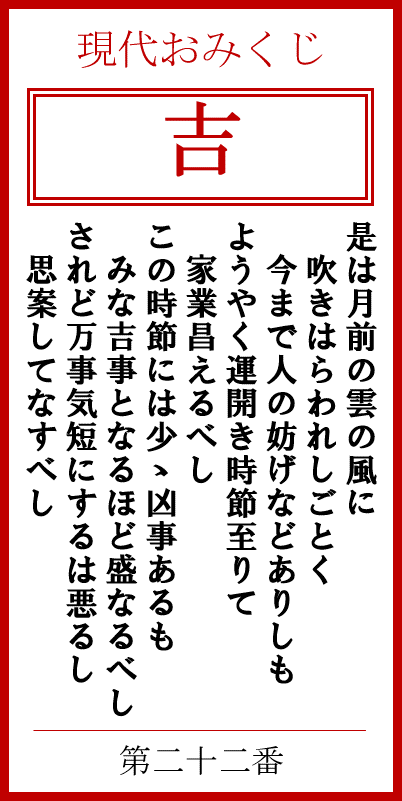 現代おみくじ
吉
是は月前の雲の風に
吹きはらわれしごとく
今まで人の妨げなどありしも
ようやく運開き時節至りて
家業昌えるべし
この時節には少ゝ凶事あるも
みな吉事となるほど盛なるべし
されど万事気短にするは悪るし
思案してなすべし
第二十二番